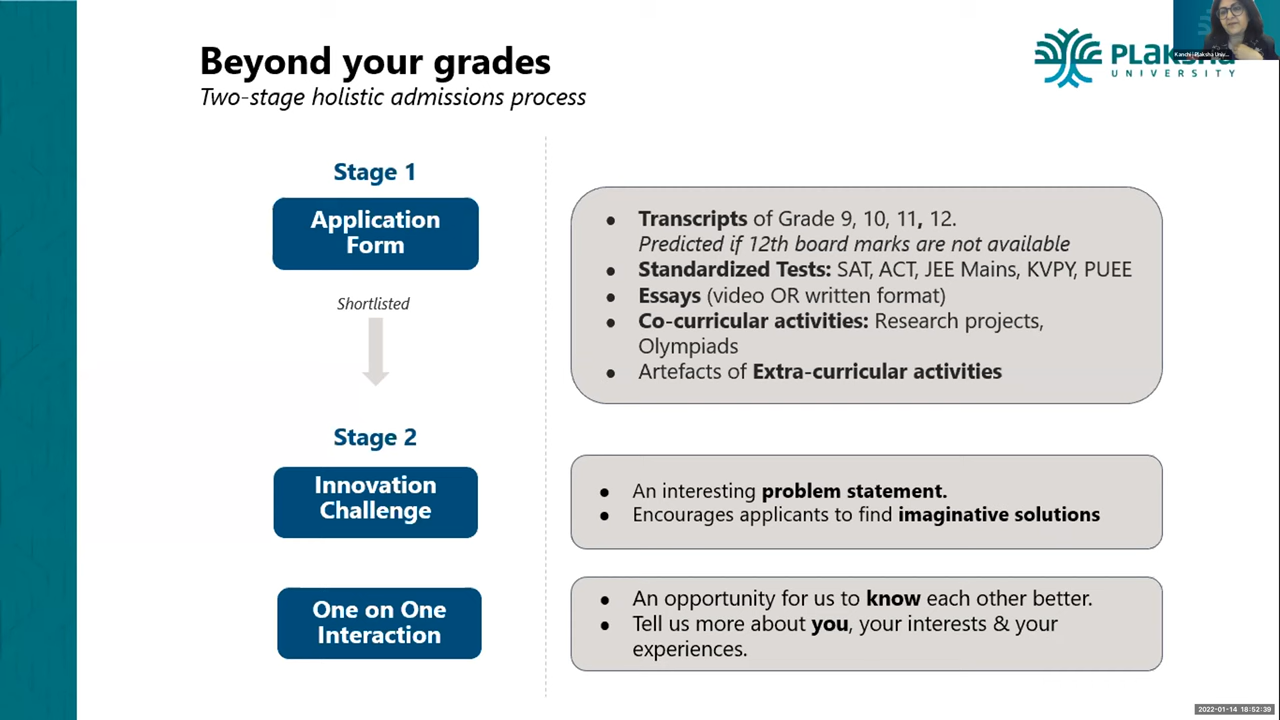 Beyond your grades
Two-stage holistic admissions process
PLaksha
UNIVERSITY
Stage 1
Application
Form
Shortlisted
● Transcripts of Grade 9, 10, 11, 12.
Predicted if 12th board marks are not available
● Standardized Tests: SAT, ACT, JEE Mains, KVPY, PUEE
● Essays (video OR written format)
● Co-curricular activities: Research projects,
Olympiads
● Artefacts of Extra-curricular activities
Stage 2
Innovation
Challenge
● An interesting problem statement.
● Encourages applicants to find imaginative solutions
One on One
Interaction
● An opportunity for us to know each other better.
● Tell us more about you, your interests & your
experiences.
2022-01-14 18:52:39